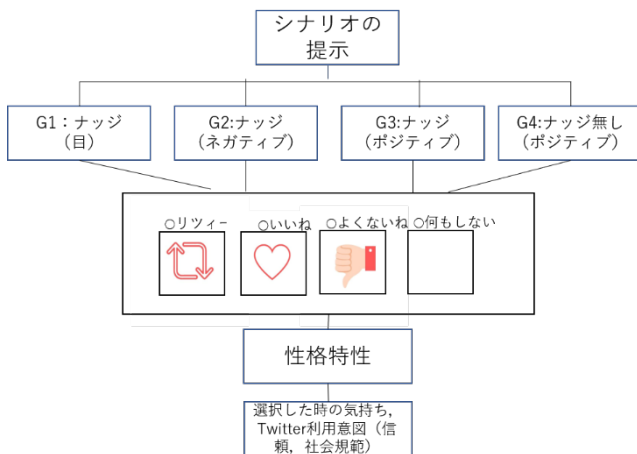 シナリオの
提示
G1：ナッジ
（目）
G2:ナッジ
（ネガティブ）
G3:ナッジ
（ポジティブ）
G4:ナッジ無し
（ポジティブ）
○リツィー
○いいね
○よくないね
○何もしない
性格特性
選択した時の気持ち，
Twitter利用意図（信
頼，社会規範）